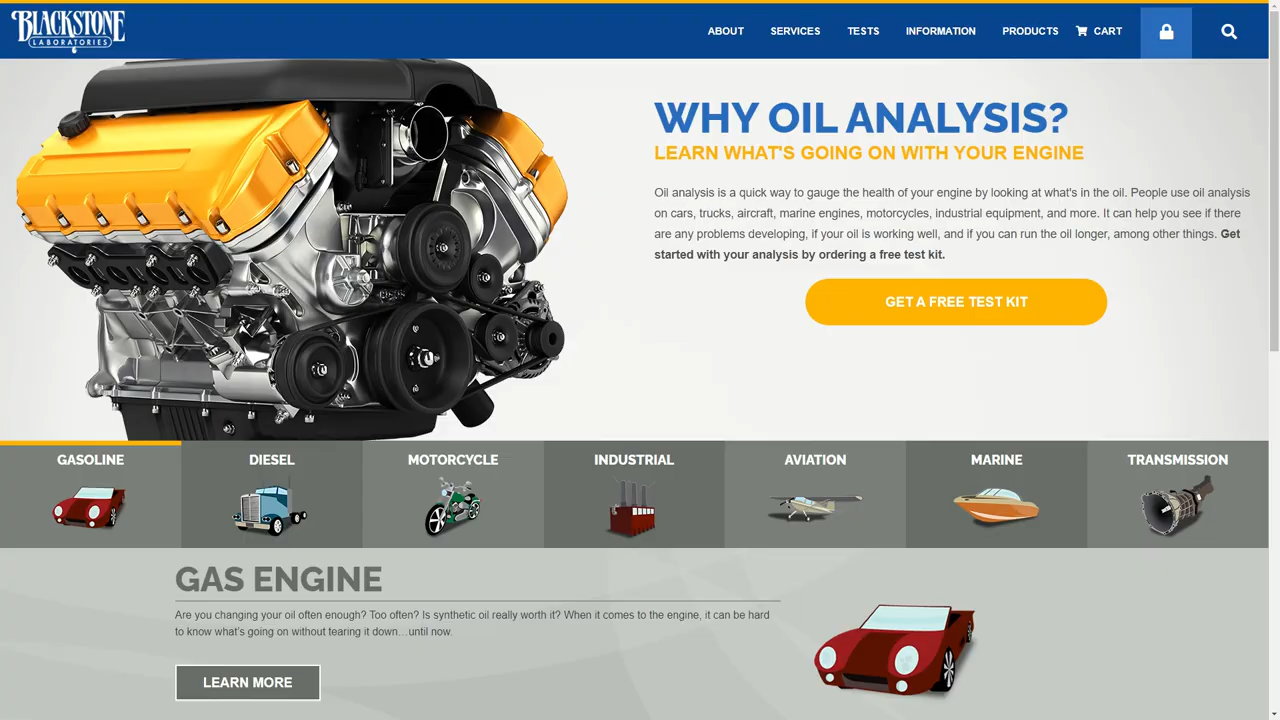 BLACKSTONE
LABORATORIES
ABOUT SERVICES TESTS INFORMATION PRODUCTS CART
WHY OIL ANALYSIS?
LEARN WHAT'S GOING ON WITH YOUR ENGINE
Oil analysis is a quick way to gauge the health of your engine by looking at what's in the oil. People use oil analysis
on cars, trucks, aircraft, marine engines, motorcycles, industrial equipment, and more. It can help you see if there
are any problems developing, if your oil is working well, and if you can run the oil longer, among other things. Get
started with your analysis by ordering a free test kit.
GET A FREE TEST KIT
GASOLINE DIESEL MOTORCYCLE INDUSTRIAL AVIATION MARINE TRANSMISSION
GAS ENGINE
Are you changing your oil often enough? Too often? Is synthetic oil really worth it? When it comes to the engine, it can be hard
to know what's going on without tearing it down…until now.
LEARN MORE